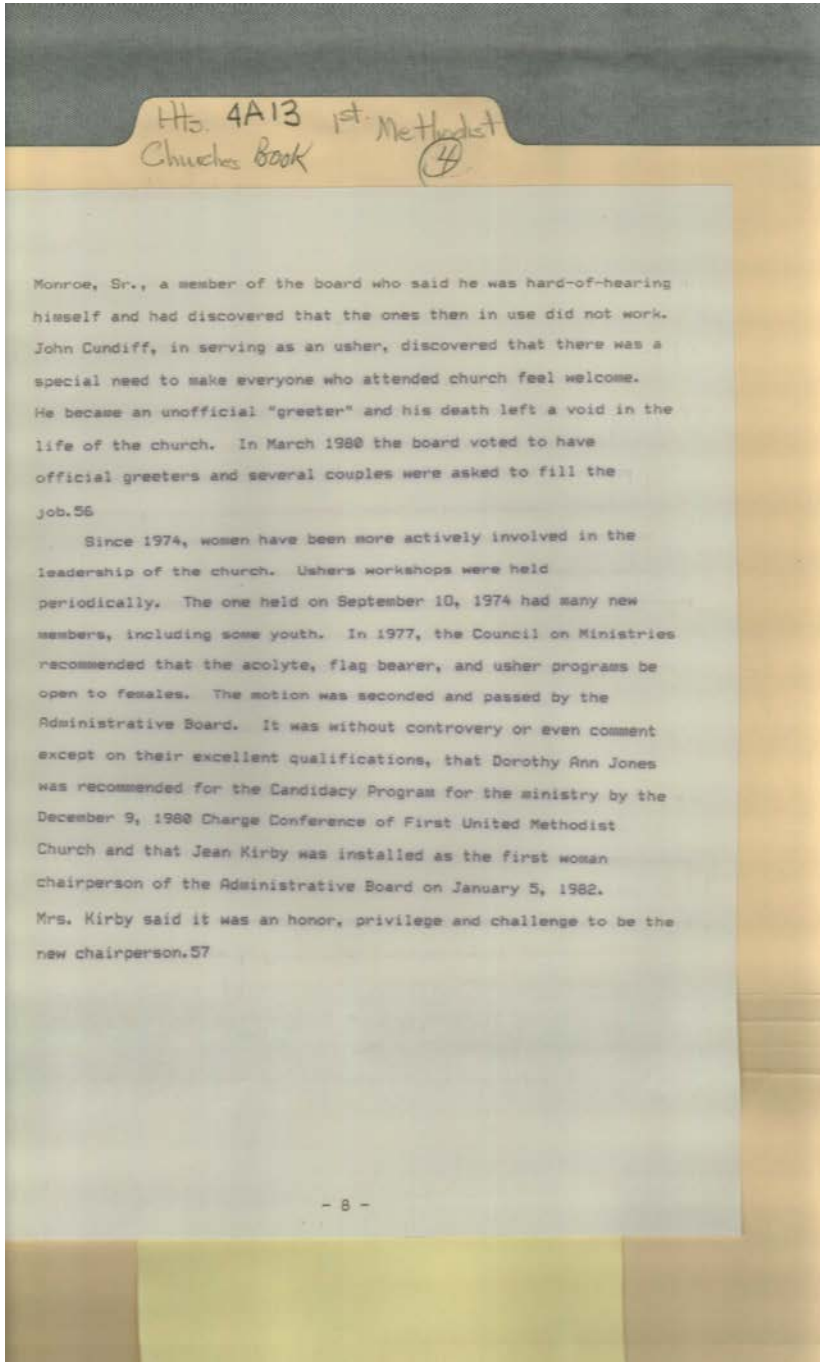 Hts. 4A13 1st. Methodist
Churches Book 4
Monroe, Sr., a member of the board who said he was hard-of-hearing
himself and had discovered that the ones then in use did not work.
John Cundiff, in serving as an usher, discovered that there was a
special need to make everyone who attended church feel welcome.
He became an unofficial "greeter" and his death left a void in the
life of the church.  In March 1980 the board voted to have
official greeters and several couples were asked to fill the
job.56
Since 1974, women have been more actively involved in the
leadership of the church.  Ushers workshops were held
periodically.  The one held on September 10, 1974 had many new
members, including some youth.  In 1977, the Council on Ministries
recommended that the acolyte, flag bearer, and usher programs be
open to females.  The motion was seconded and passed by the
Administrative Board.  It was without controvery or even comment
except on their excellent qualifications, that Dorothy Ann Jones
was recommended for the Candidacy Program for the ministry by the
December 9, 1980 Charge Conference of First United Methodist
Church and that Jean Kirby was installed as the first woman
chairperson of the Administrative Board on January 5, 1982.
Mrs. Kirby said it was an honor, privilege and challenge to be the
new chairperson.57
- 8 -